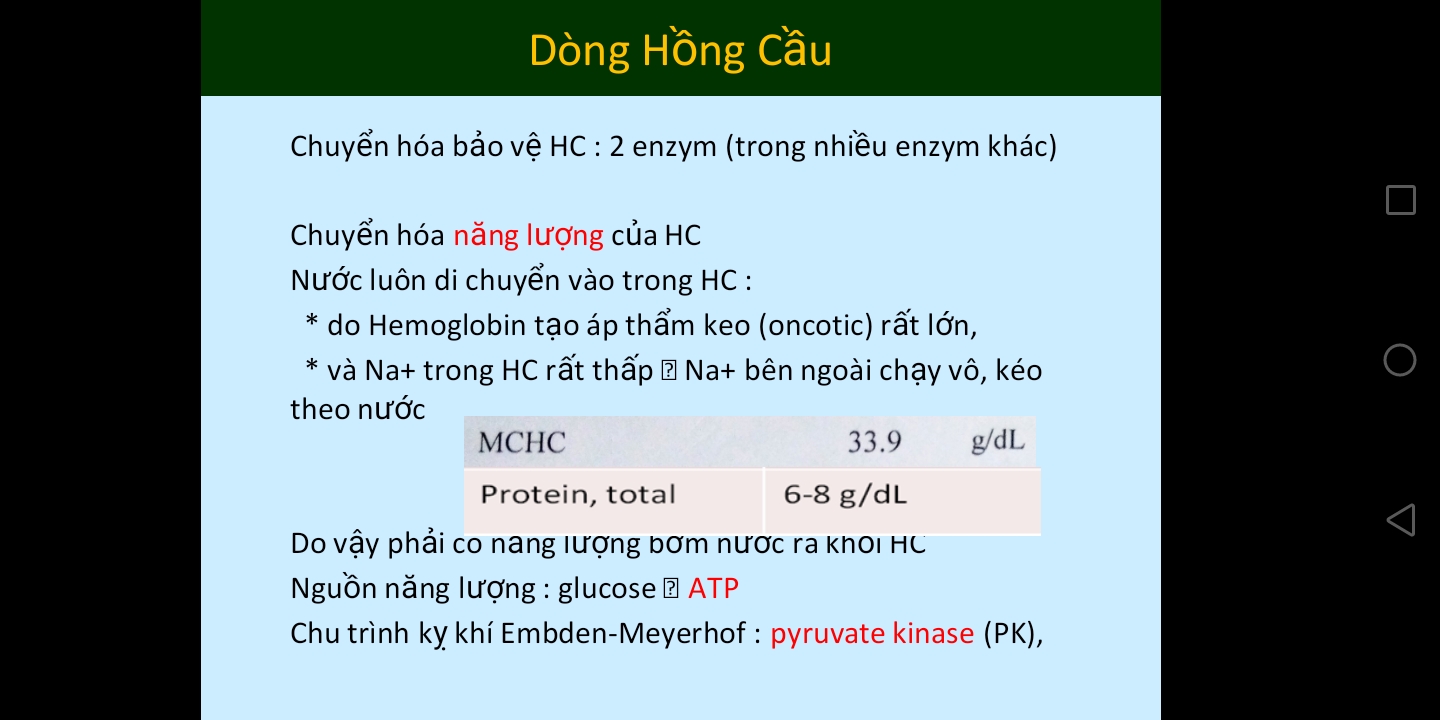 Dòng Hồng Cầu
Chuyển hóa bảo vệ HC : 2 enzym (trong nhiều enzym khác)
Chuyển hóa năng lượng của HC
Nước luôn di chuyển vào trong HC :
* do Hemoglobin tạo áp thẩm keo (oncotic) rất lớn,
* và Na+ trong HC rất thấp 🯄 Na+ bên ngoài chạy vô, kéo
theo nước
MCHC 33.9 g/dL
Protein, total 6-8 g/dL
Do vậy phải có năng lượng bơm nước ra khỏi HC
Nguồn năng lượng : glucose 🯄 ATP
Chu trình kỵ khí Embden-Meyerhof : pyruvate kinase (PK),